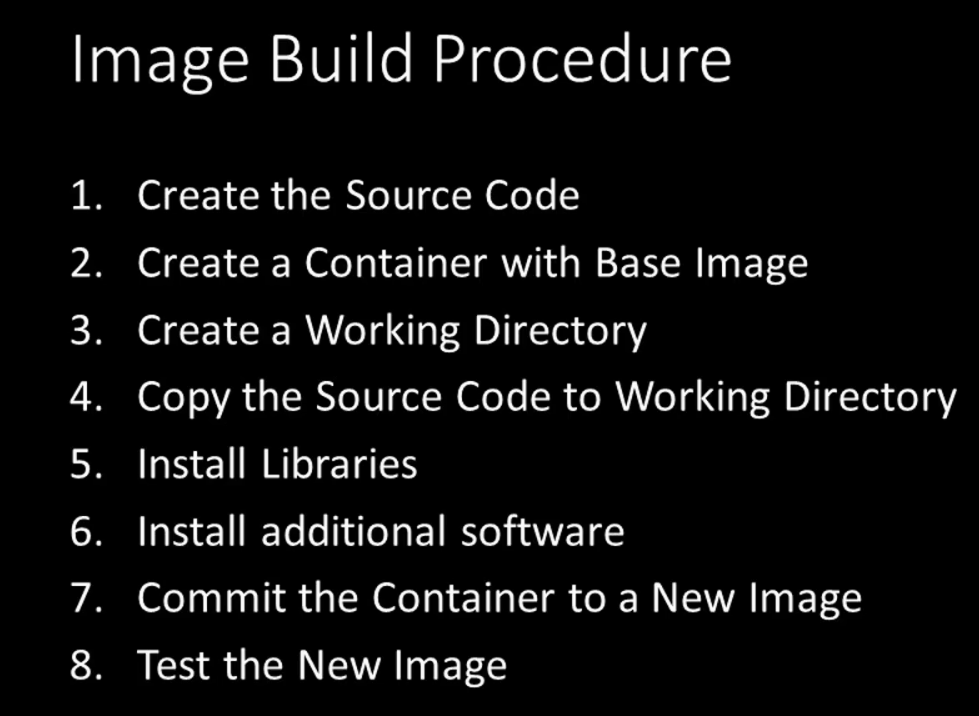 Image Build Procedure
1. Create the Source Code
2. Create a Container with Base Image
3. Create a Working Directory
4. Copy the Source Code to Working Directory
5. Install Libraries
6. Install additional software
7. Commit the Container to a New Image
8. Test the New Image